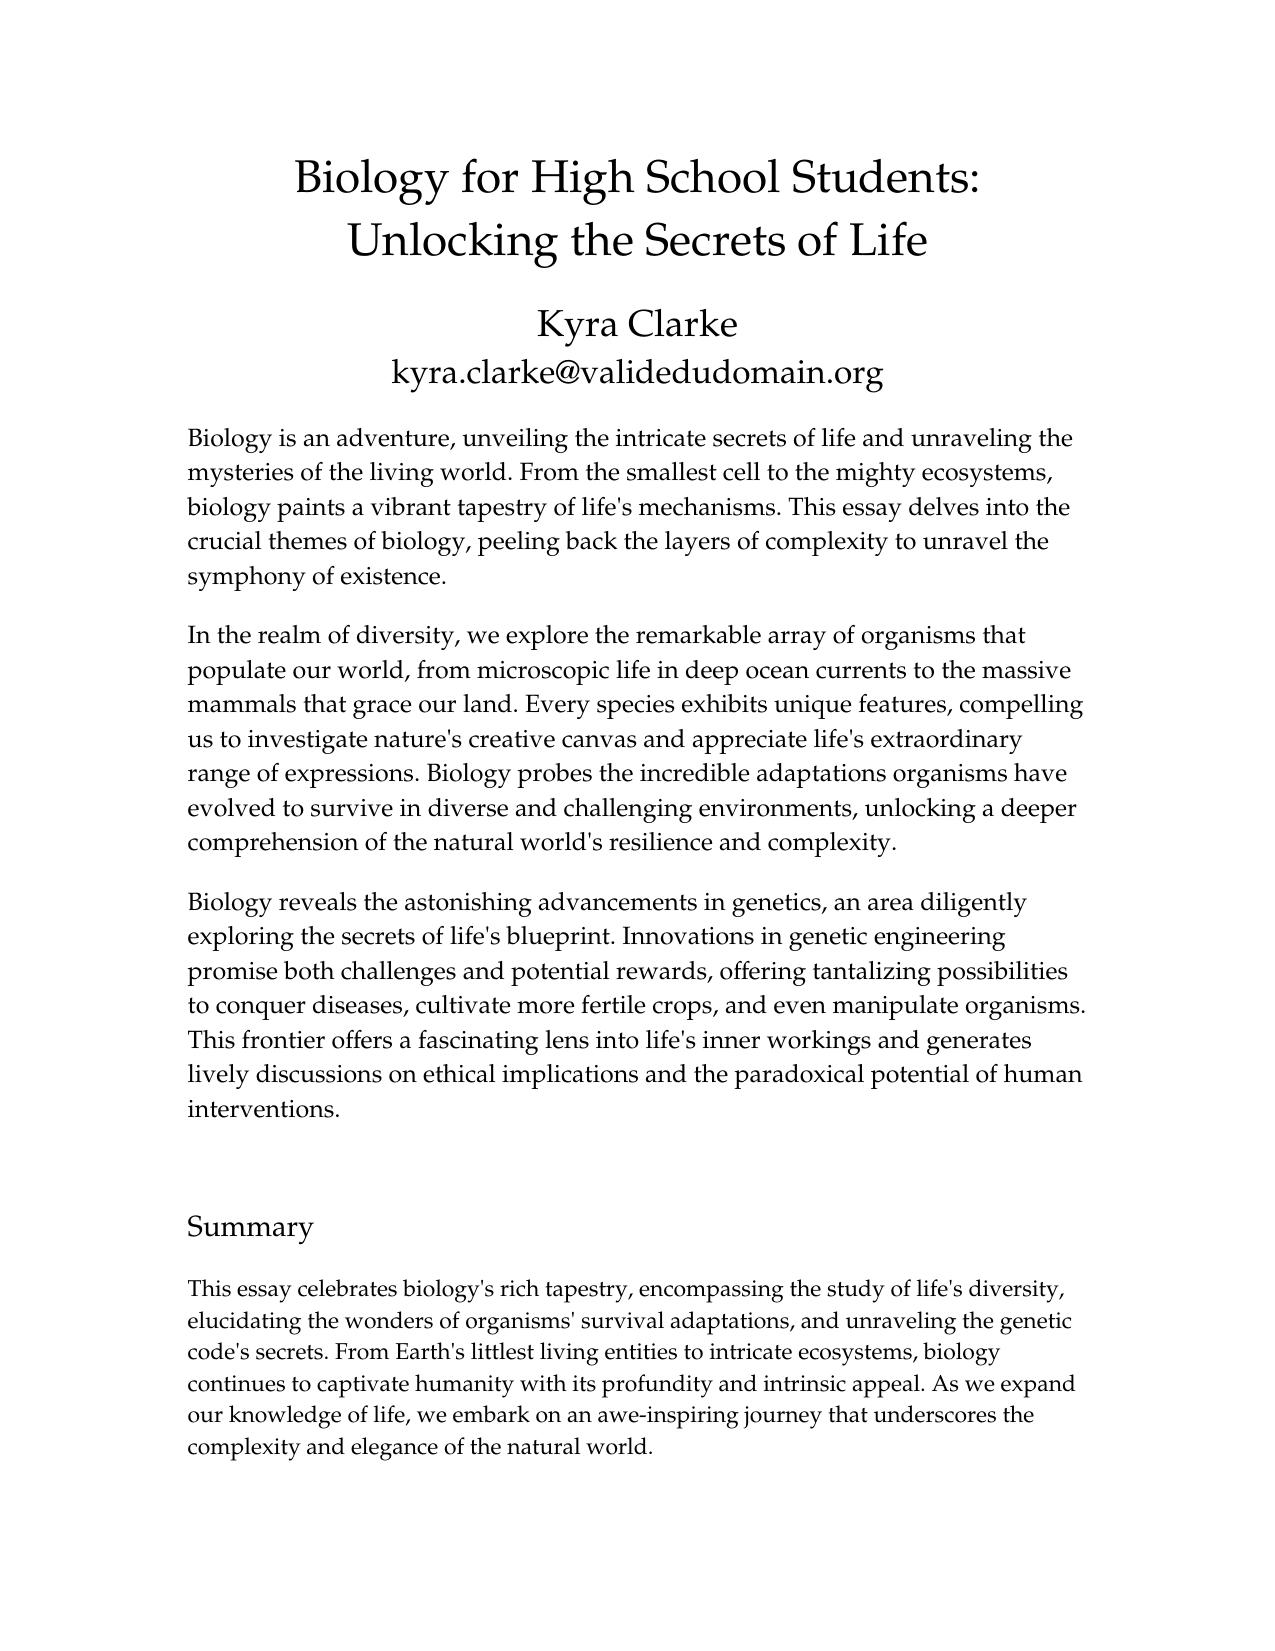 Biology for High School Students:
Unlocking the Secrets of Life
Kyra Clarke
kyra.clarke@validedudomain.org
Biology is an adventure, unveiling the intricate secrets of life and unraveling the
mysteries of the living world. From the smallest cell to the mighty ecosystems,
biology paints a vibrant tapestry of life's mechanisms. This essay delves into the
crucial themes of biology, peeling back the layers of complexity to unravel the
symphony of existence.
In the realm of diversity, we explore the remarkable array of organisms that
populate our world, from microscopic life in deep ocean currents to the massive
mammals that grace our land. Every species exhibits unique features, compelling
us to investigate nature's creative canvas and appreciate life's extraordinary
range of expressions. Biology probes the incredible adaptations organisms have
evolved to survive in diverse and challenging environments, unlocking a deeper
comprehension of the natural world's resilience and complexity.
Biology reveals the astonishing advancements in genetics, an area diligently
exploring the secrets of life's blueprint. Innovations in genetic engineering
promise both challenges and potential rewards, offering tantalizing possibilities
to conquer diseases, cultivate more fertile crops, and even manipulate organisms.
This frontier offers a fascinating lens into life's inner workings and generates
lively discussions on ethical implications and the paradoxical potential of human
interventions.
Summary
This essay celebrates biology's rich tapestry, encompassing the study of life's diversity,
elucidating the wonders of organisms' survival adaptations, and unraveling the genetic
code's secrets. From Earth's littlest living entities to intricate ecosystems, biology
continues to captivate humanity with its profundity and intrinsic appeal. As we expand
our knowledge of life, we embark on an awe-inspiring journey that underscores the
complexity and elegance of the natural world.